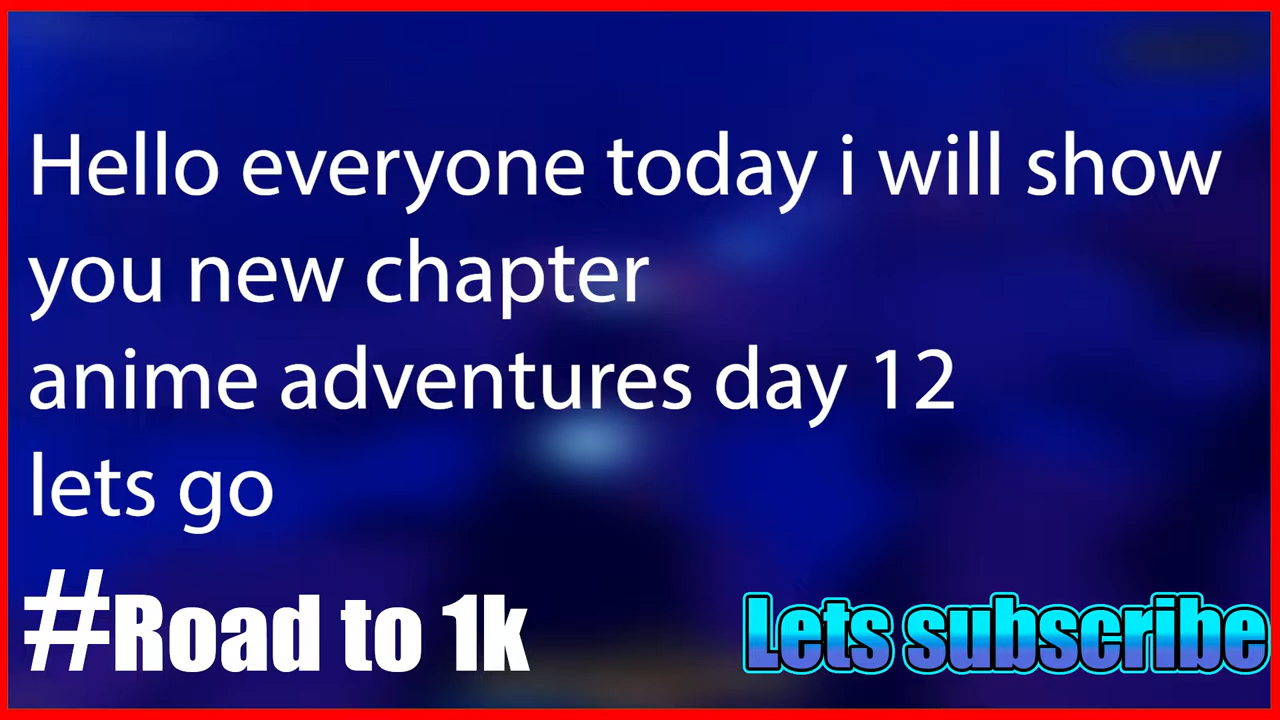 Hello everyone today i will show
you new chapter
anime adventures day 12
lets go
#Road to 1k
Lets subscribe